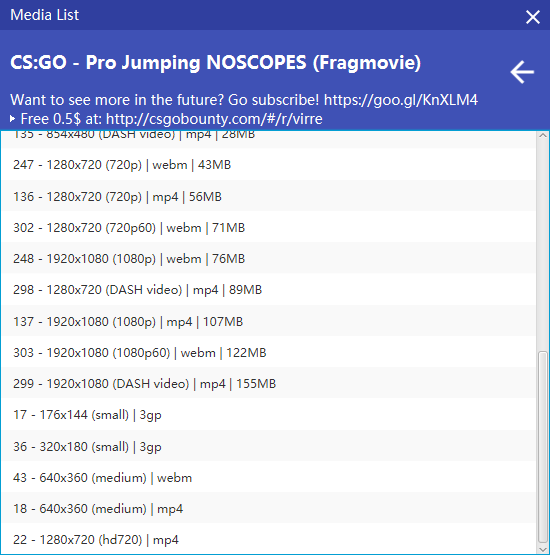 Media List
CS:GO - Pro Jumping NOSCOPES (Fragmovie)
Want to see more in the future? Go subscribe! https://goo.gl/KnXLM4
Free 0.5$ at: http://csgobounty.com/#/r/virre
135 - 854x480 (DASH video) | mp4 | 28MB
247 - 1280x720 (720p) | webm | 43MB
136 - 1280x720 (720p) | mp4 | 56MB
302 - 1280x720 (720p60) | webm | 71MB
248 - 1920x1080 (1080p) | webm | 76MB
298 - 1280x720 (DASH video) | mp4 | 89MB
137 - 1920x1080 (1080p) | mp4 | 107MB
303 - 1920x1080 (1080p60) | webm | 122MB
299 - 1920x1080 (DASH video) | mp4 | 155MB
17 - 176x144 (small) | 3gp
36 - 320x180 (small) | 3gp
43 - 640x360 (medium) | webm
18 - 640x360 (medium) | mp4
22 - 1280x720 (hd720) | mp4